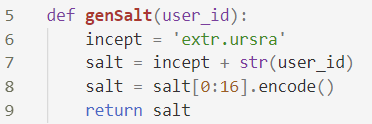 5 def genSalt(user_id):
6     incept = 'extr.ursra'
7     salt = incept + str(user_id)
8     salt = salt[0:16].encode()
9     return salt